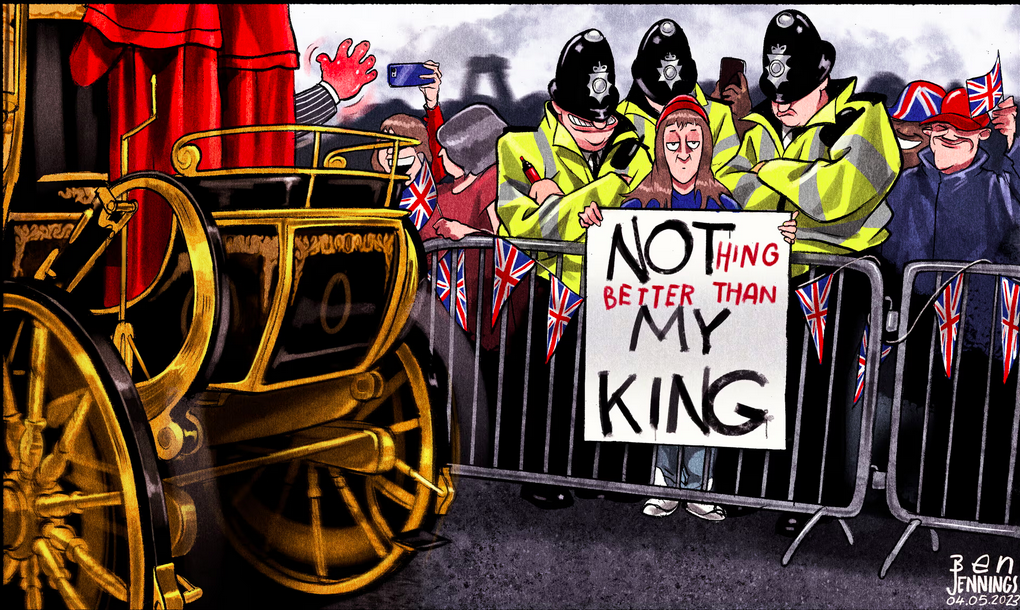 NOTHING
BETTER THAN
MY
KING
BEN
JENNINGS
04.05.2023